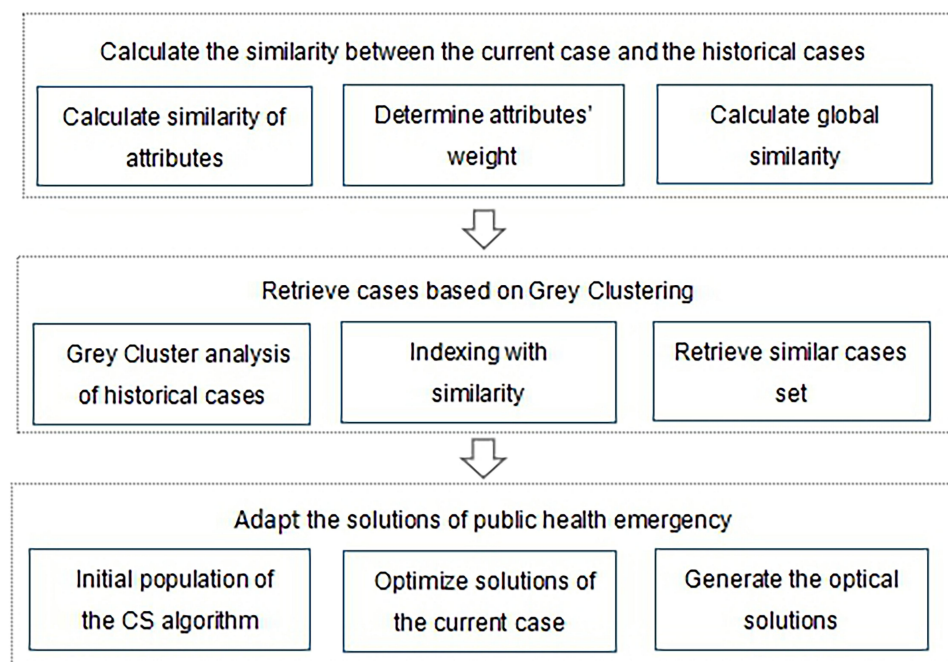 Calculate the similarity between the current case and the historical cases
Calculate similarity of
attributes
Determine attributes'
weight
Calculate global
similarity
Retrieve cases based on Grey Clustering
Grey Cluster analysis
of historical cases
Indexing with
similarity
Retrieve similar cases
set
Adapt the solutions of public health emergency
Initial population of
the CS algorithm
Optimize solutions of
the current case
Generate the optical
solutions